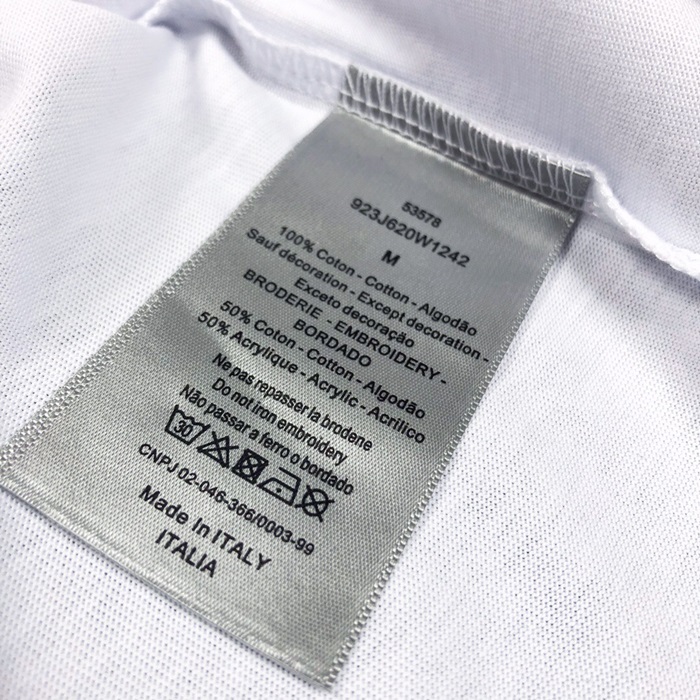 53578
923J620W1242
M
100% Coton - Cotton - Algodão
Sauf décoration - Except decoration -
Exceto decoração
BRODERIE - EMBROIDERY -
BORDADO
50% Coton - Cotton - Algodão
50% Acrylique - Acrylic - Acrílico
Ne pas repasser la brodene
Do not iron embroidery
Não passar a ferro o bordado
30
CNPJ 02-046-366/0003-99
Made In ITALY
ITALIA